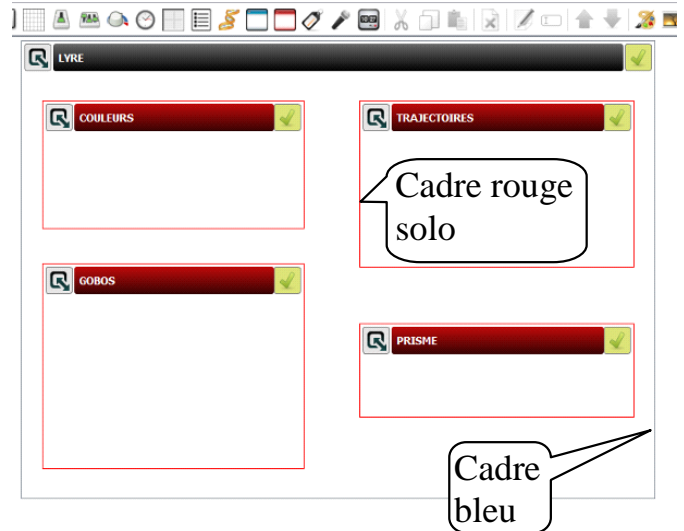 LYRE
COULEURS
TRAJECTOIRES
Cadre rouge
solo
GOBOS
PRISME
Cadre
bleu